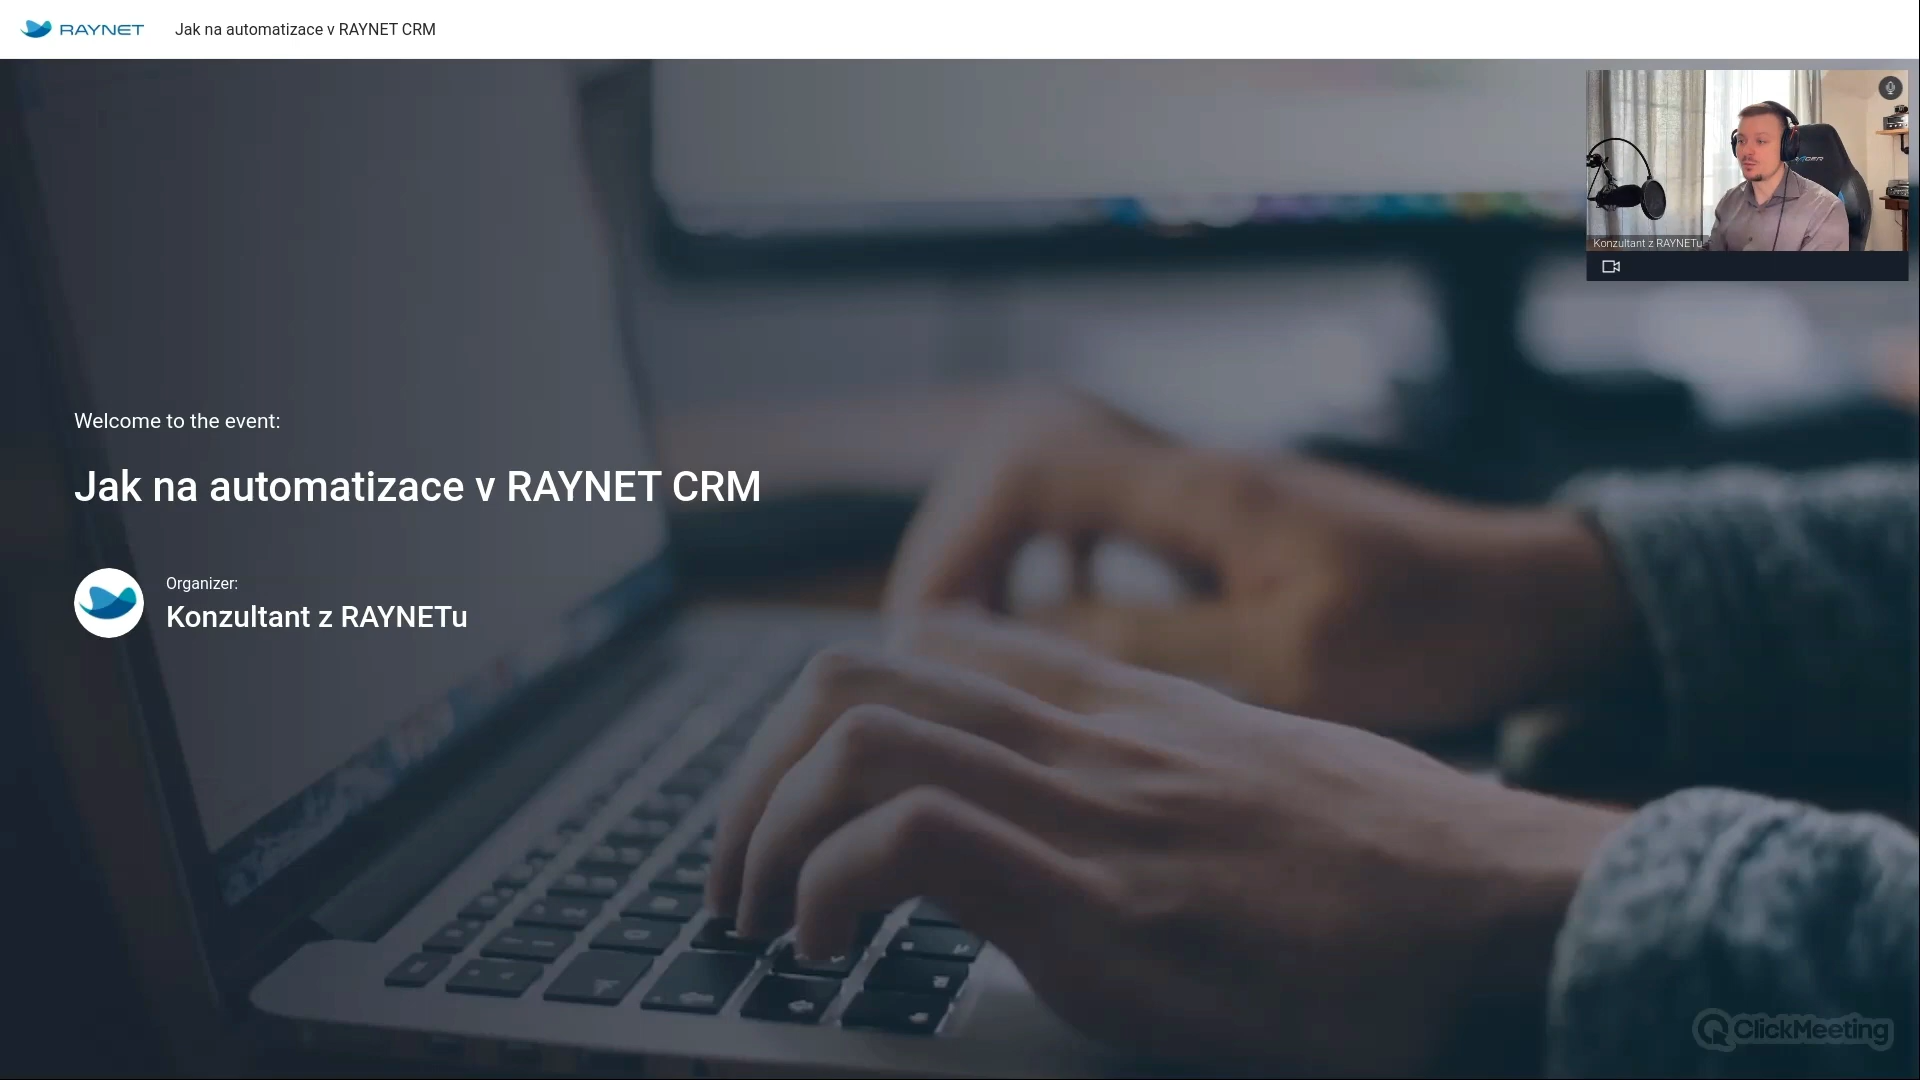 RAYNET
Jak na automatizace v RAYNET CRM
Konzultant z RAYNETu
Welcome to the event:
Jak na automatizace v RAYNET CRM
Organizer:
Konzultant z RAYNETu
ClickMeeting